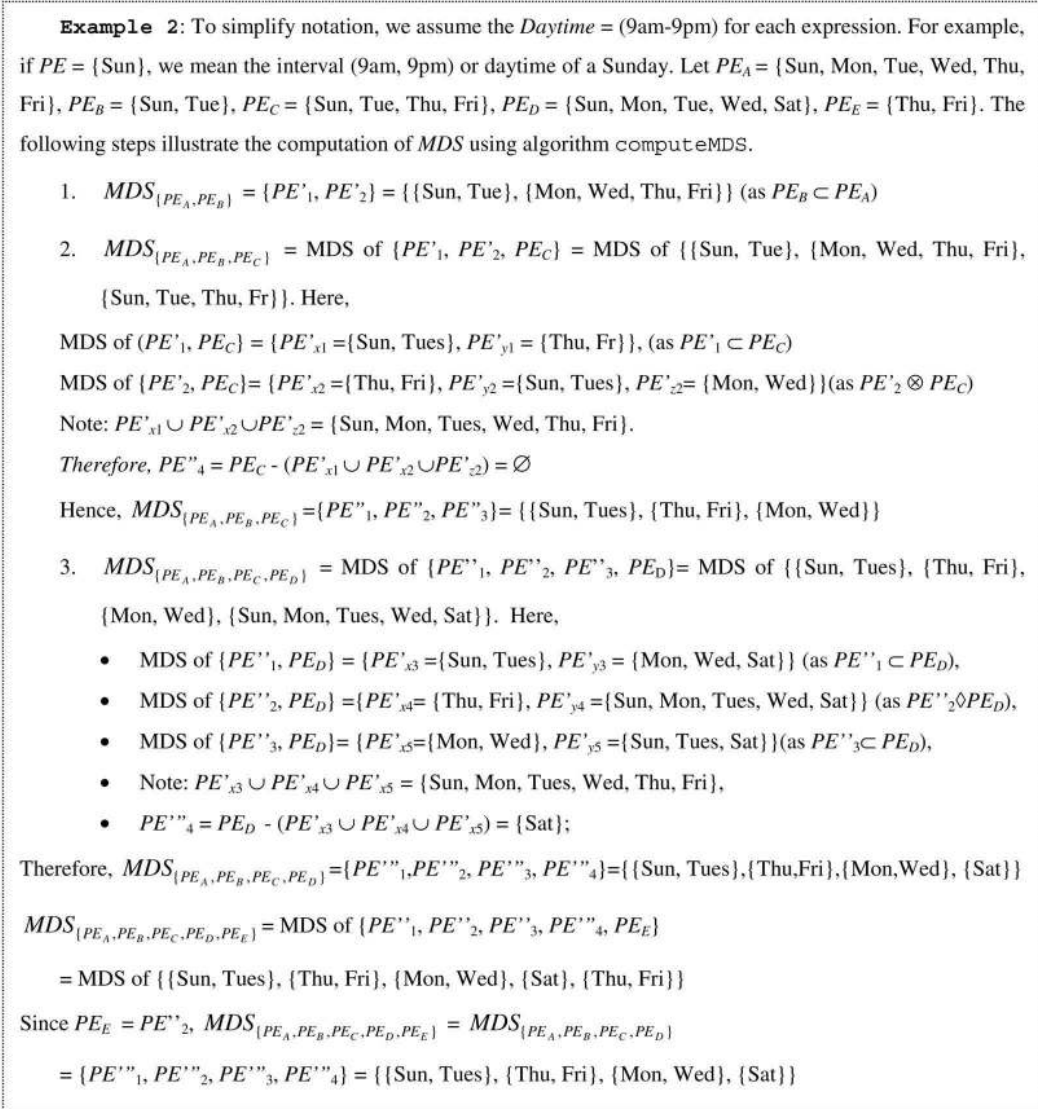 Example 2: To simplify notation, we assume the Daytime = (9am-9pm) for each expression. For example,
if PE = {Sun}, we mean the interval (9am, 9pm) or daytime of a Sunday. Let PE_A = {Sun, Mon, Tue, Wed, Thu,
Fri}, PE_B = {Sun, Tue}, PE_C = {Sun, Tue, Thu, Fri}, PE_D = {Sun, Mon, Tue, Wed, Sat}, PE_E = {Thu, Fri}. The
following steps illustrate the computation of MDS using algorithm computeMDS.
1. MDS_{PE_A,PE_B} = {PE’_1, PE’_2} = {{Sun, Tue}, {Mon, Wed, Thu, Fri}} (as PE_B ⊂ PE_A)
2. MDS_{PE_A,PE_B,PE_C} = MDS of {PE’_1, PE’_2, PE_C} = MDS of {{Sun, Tue}, {Mon, Wed, Thu, Fri},
{Sun, Tue, Thu, Fr}}. Here,
MDS of (PE’_1, PE_C} = {PE’_x1 ={Sun, Tues}, PE’_y1 = {Thu, Fr}}, (as PE’_1 ⊂ PE_C)
MDS of {PE’_2, PE_C}= {PE’_x2 ={Thu, Fri}, PE’_y2 ={Sun, Tues}, PE’_z2= {Mon, Wed}}(as PE’_2 ⊗ PE_C)
Note: PE’_x1 ∪ PE’_x2 ∪PE’_z2 = {Sun, Mon, Tues, Wed, Thu, Fri}.
Therefore, PE”_4 = PE_C - (PE’_x1 ∪ PE’_x2 ∪PE’_z2) = ∅
Hence, MDS_{PE_A,PE_B,PE_C} ={PE”_1, PE”_2, PE”_3}= {{Sun, Tues}, {Thu, Fri}, {Mon, Wed}}
3. MDS_{PE_A,PE_B,PE_C,PE_D} = MDS of {PE’’_1, PE’’_2, PE’’_3, PE_D}= MDS of {{Sun, Tues}, {Thu, Fri},
{Mon, Wed}, {Sun, Mon, Tues, Wed, Sat}}. Here,
• MDS of {PE’’_1, PE_D} = {PE’_x3 ={Sun, Tues}, PE’_y3 = {Mon, Wed, Sat}} (as PE’’_1 ⊂ PE_D),
• MDS of {PE’’_2, PE_D} ={PE’_x4= {Thu, Fri}, PE’_y4 ={Sun, Mon, Tues, Wed, Sat}} (as PE’’_2◊PE_D),
• MDS of {PE’’_3, PE_D}= {PE’_x5={Mon, Wed}, PE’_y5 ={Sun, Tues, Sat}}(as PE’’_3⊂ PE_D),
• Note: PE’_x3 ∪ PE’_x4 ∪ PE’_x5 = {Sun, Mon, Tues, Wed, Thu, Fri},
• PE’”_4 = PE_D - (PE’_x3 ∪ PE’_x4 ∪ PE’_x5) = {Sat};
Therefore, MDS_{PE_A,PE_B,PE_C,PE_D}={PE’”_1,PE’”_2, PE’”_3, PE’”_4}={{Sun, Tues},{Thu,Fri},{Mon,Wed}, {Sat}}
MDS_{PE_A,PE_B,PE_C,PE_D,PE_E} = MDS of {PE’’_1, PE’’_2, PE’’_3, PE’”_4, PE_E}
= MDS of {{Sun, Tues}, {Thu, Fri}, {Mon, Wed}, {Sat}, {Thu, Fri}}
Since PE_E = PE’’_2, MDS_{PE_A,PE_B,PE_C,PE_D,PE_E} = MDS_{PE_A,PE_B,PE_C,PE_D}
= {PE’”_1, PE’”_2, PE’”_3, PE’”_4} = {{Sun, Tues}, {Thu, Fri}, {Mon, Wed}, {Sat}}